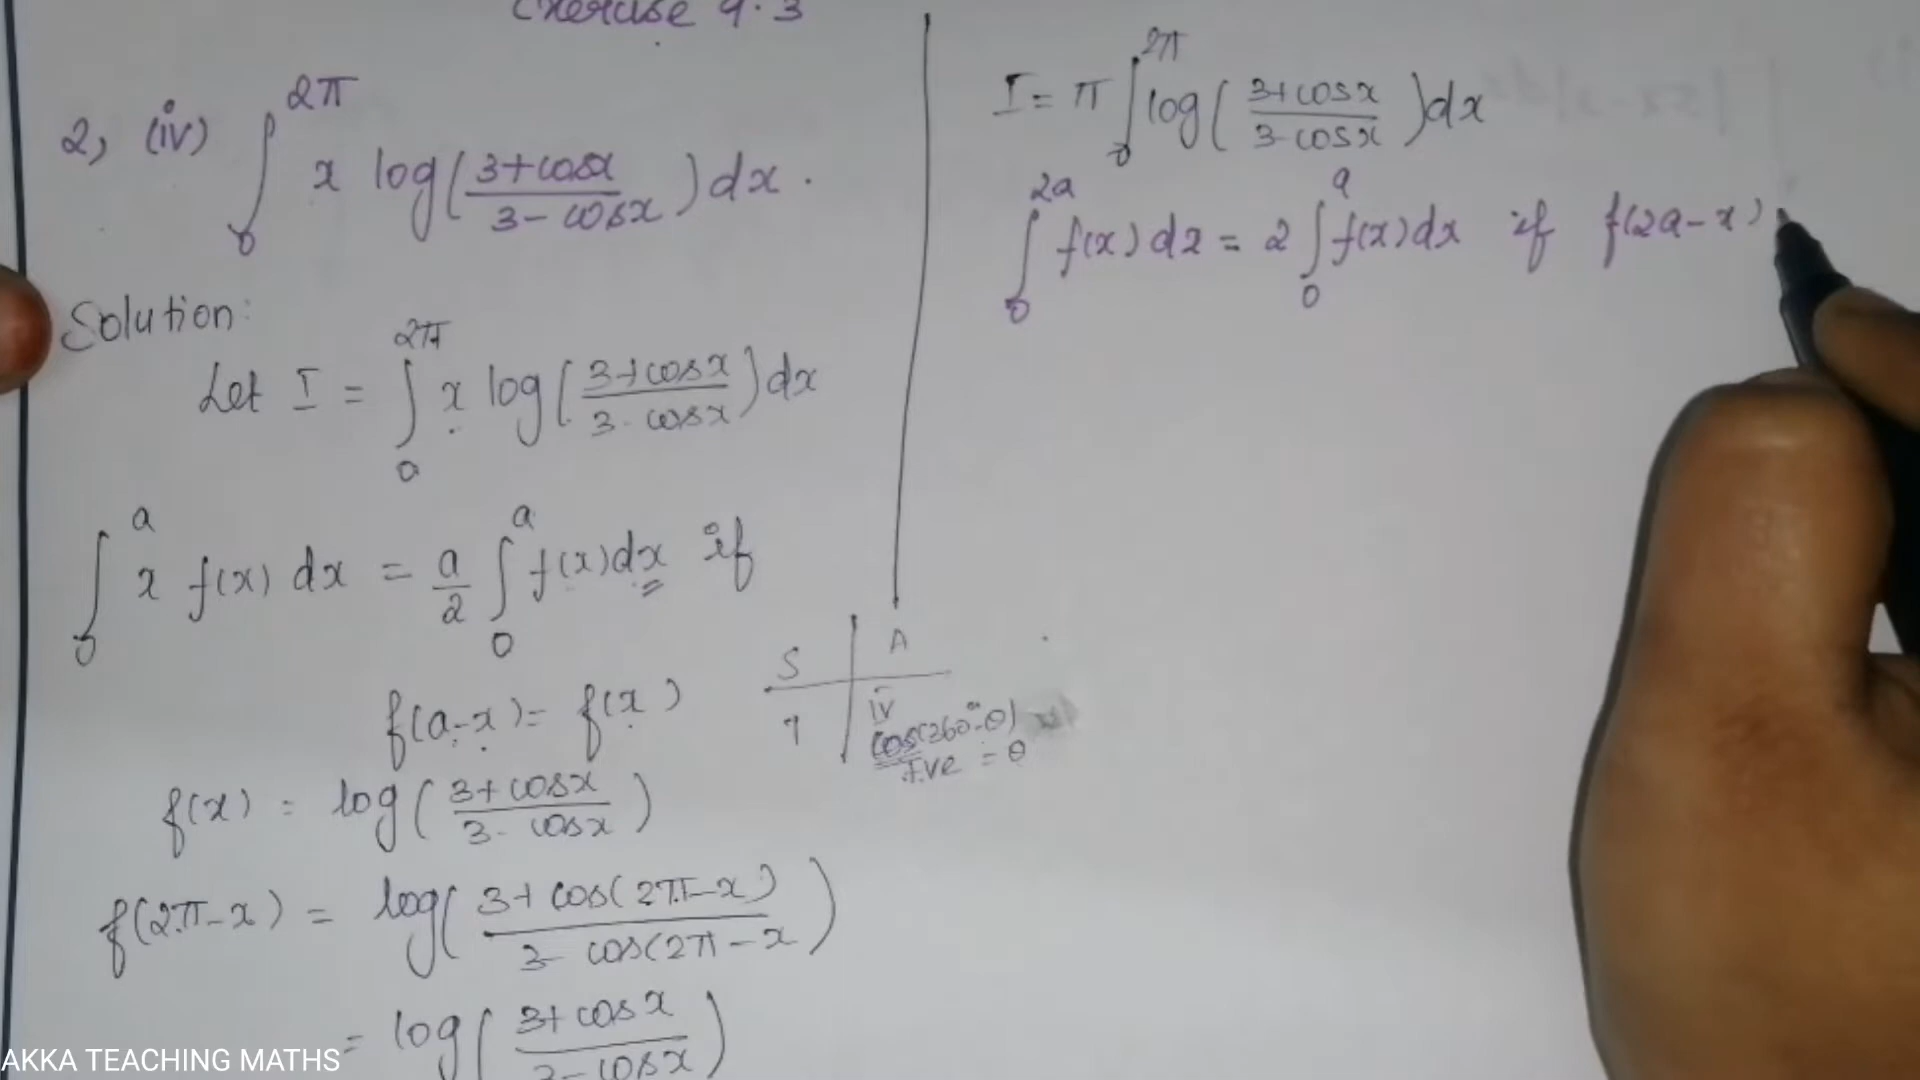 Exercise 9.3
2, (iv) ∫₀^2π x log(3+cosx / 3-cosx) dx.
Solution:
Let I = ∫₀^2π x log(3+cosx / 3-cosx) dx
∫₀^a x f(x) dx = a/2 ∫₀^a f(x) dx if
f(a-x) = f(x)
S A
iv
cos(360°-θ)
+ve = θ
f(x) = log(3+cosx / 3-cosx)
f(2π-x) = log(3+cos(2π-x) / 3-cos(2π-x))
= log(3+cosx / 3-cosx)
I = π ∫₀^2π log(3+cosx / 3-cosx) dx
∫₀^2a f(x) dx = 2 ∫₀^a f(x) dx if f(2a-x)
AKKA TEACHING MATHS